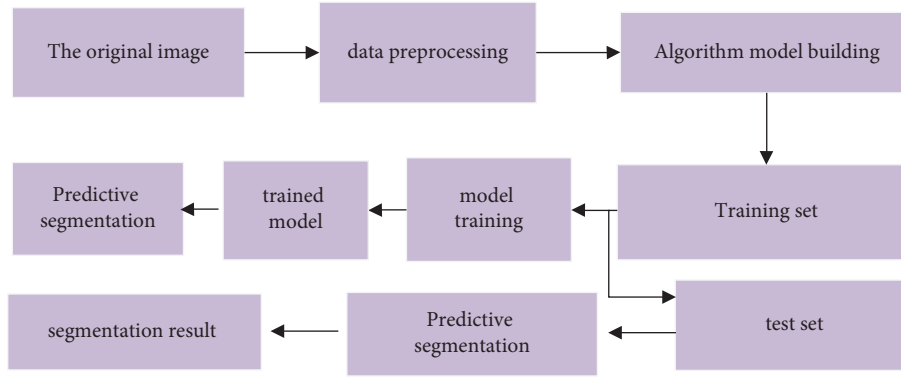 The original image
data preprocessing
Algorithm model building
Predictive
segmentation
trained
model
model
training
Training set
segmentation result
Predictive
segmentation
test set